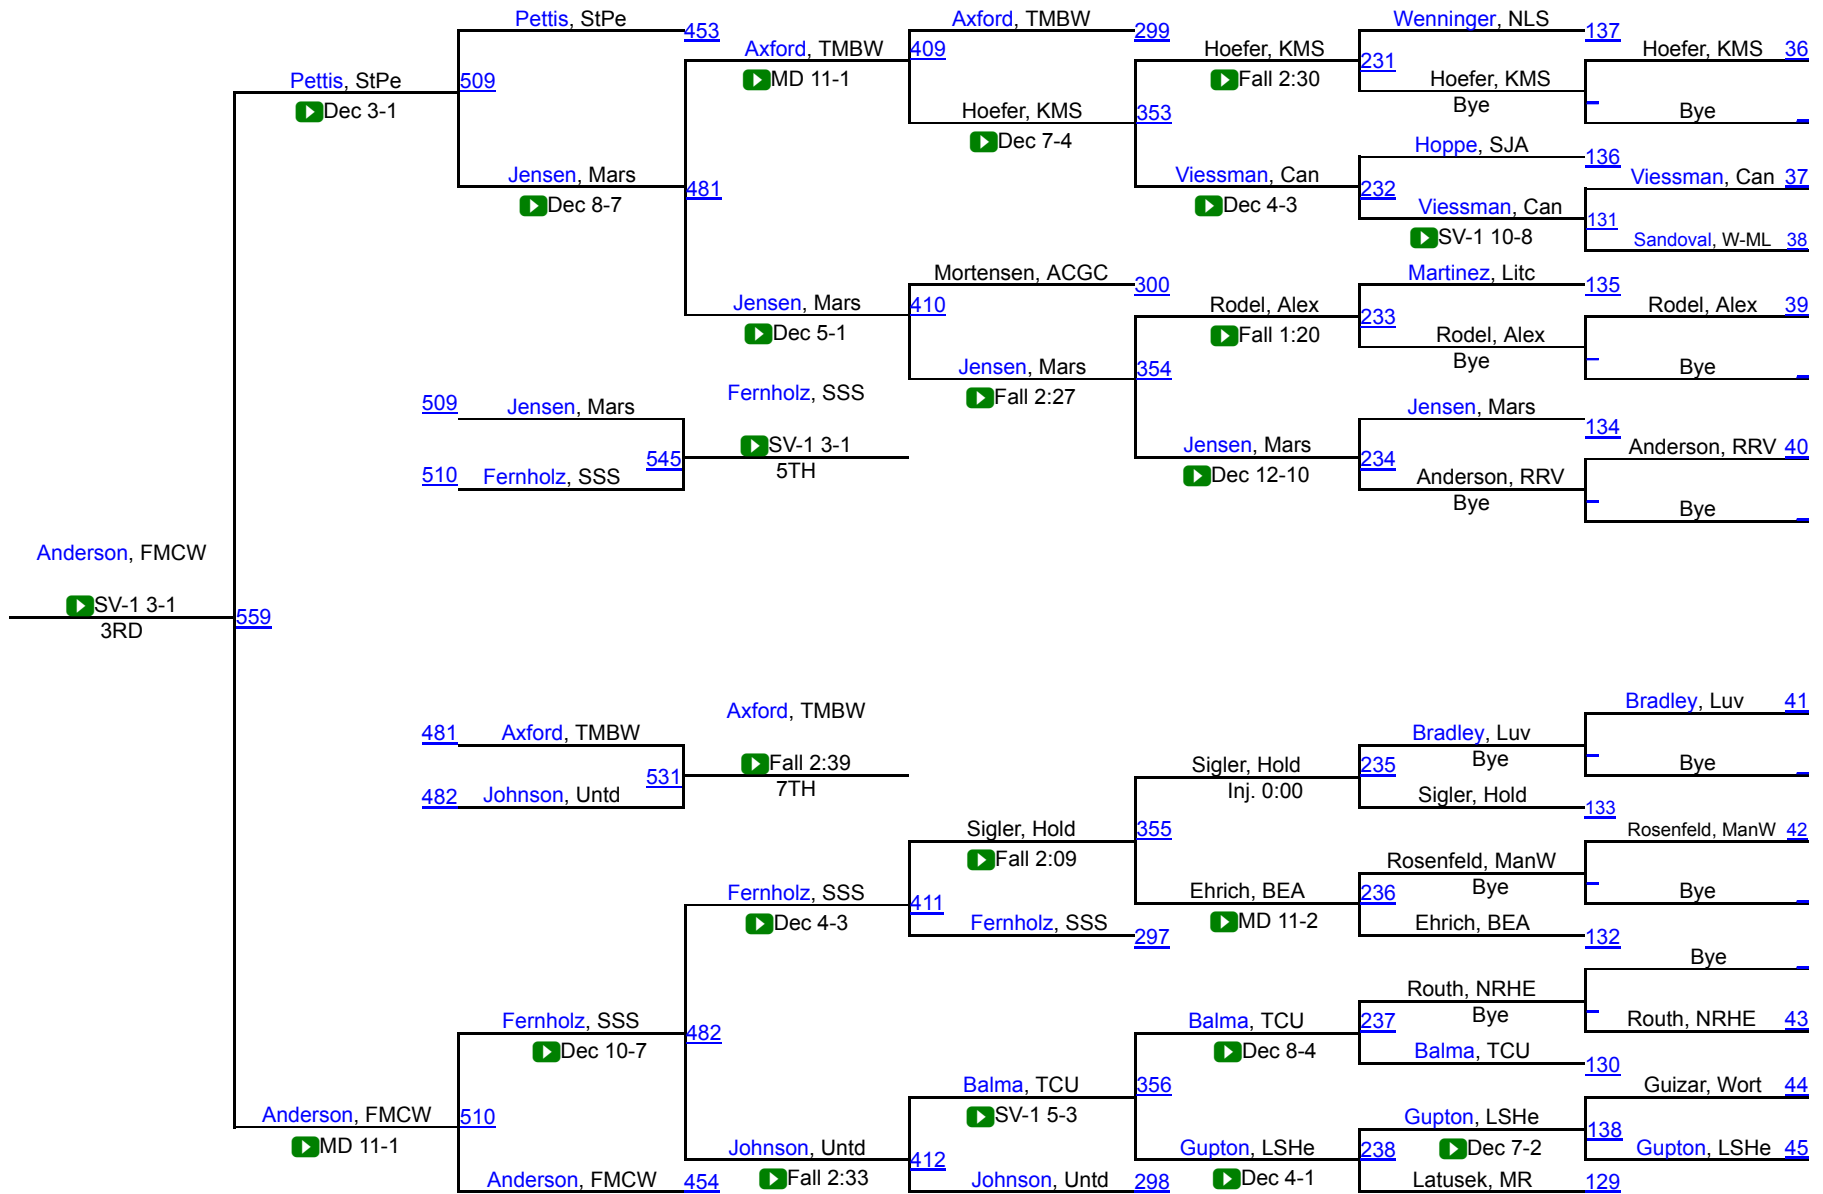 Pettis, StPe
453
Axford, TMBW
299
Wenninger, NLS
137
Axford, TMBW
409
Hoefer, KMS
Hoefer, KMS 36
MD 11-1
Fall 2:30
231
Hoefer, KMS
Bye
Pettis, StPe
509
Dec 3-1
Hoefer, KMS
353
Dec 7-4
Bye
Hoppe, SJA
136
Jensen, Mars
481
Dec 8-7
Viessman, Can
232
Dec 4-3
Viessman, Can 37
Viessman, Can
131
SV-1 10-8
Sandoval, W-ML 38
Mortensen, ACGC
300
Martinez, Litc
135
Jensen, Mars
410
Dec 5-1
Rodel, Alex
233
Fall 1:20
Rodel, Alex 39
Rodel, Alex
Bye
Jensen, Mars
354
Fall 2:27
Bye
Fernholz, SSS
509 Jensen, Mars
Jensen, Mars
134
SV-1 3-1
545
5TH
Jensen, Mars
234
Dec 12-10
Anderson, RRV 40
510 Fernholz, SSS
Anderson, RRV
Bye
Bye
Anderson, FMCW
SV-1 3-1
559
3RD
Axford, TMBW
Bradley, Luv 41
481 Axford, TMBW
Bradley, Luv
Bye
Fall 2:39
531
7TH
Sigler, Hold
235
Inj. 0:00
Bye
482 Johnson, Untd
Sigler, Hold
133
Sigler, Hold
355
Fall 2:09
Rosenfeld, ManW 42
Rosenfeld, ManW
Bye
Fernholz, SSS
411
Dec 4-3
Ehrich, BEA
236
MD 11-2
Bye
Fernholz, SSS
297
Ehrich, BEA
132
Bye
Fernholz, SSS
482
Dec 10-7
Routh, NRHE
Bye
Balma, TCU
237
Dec 8-4
Routh, NRHE 43
Balma, TCU
130
Balma, TCU
356
SV-1 5-3
Guizar, Wort 44
Anderson, FMCW
510
MD 11-1
Gupton, LSHe
138
Dec 7-2
Johnson, Untd
412
Fall 2:33
Gupton, LSHe
238
Dec 4-1
Gupton, LSHe 45
Anderson, FMCW
454
Johnson, Untd
298
Latusek, MR
129